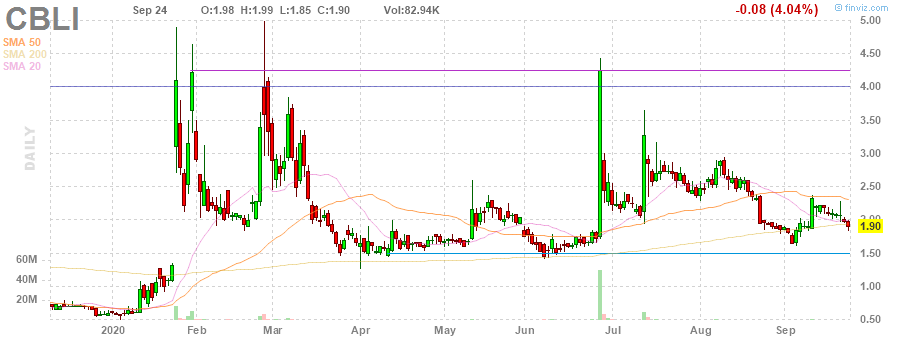 CBLI
Sep 24 O:1.98 H:1.99 L:1.85 C:1.90 Vol:82.94K -0.08 (4.04%) finviz.com
SMA 50
SMA 200
SMA 20
DAILY
5.00
4.50
4.00
3.50
3.00
2.50
2.00
1.90
1.50
1.00
0.50
60M
40M
20M
2020 Feb Mar Apr May Jun Jul Aug Sep